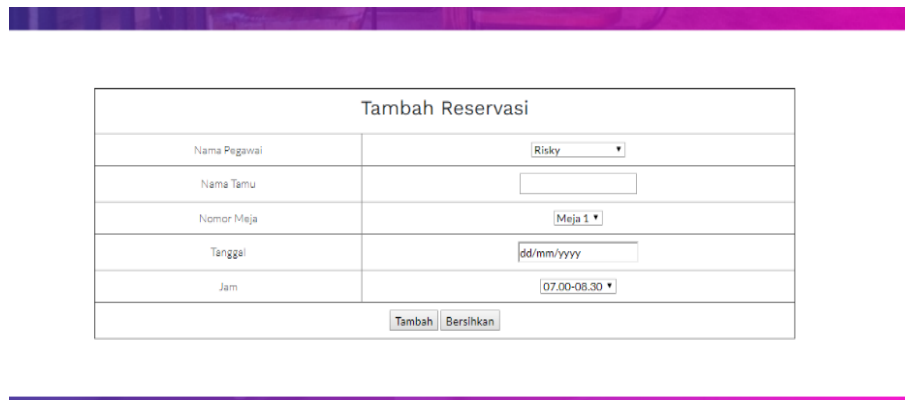 Tambah Reservasi
Nama Pegawai Risky
Nama Tamu
Nomor Meja Meja 1
Tanggal dd/mm/yyyy
Jam 07.00-08.30
Tambah Bersihkan